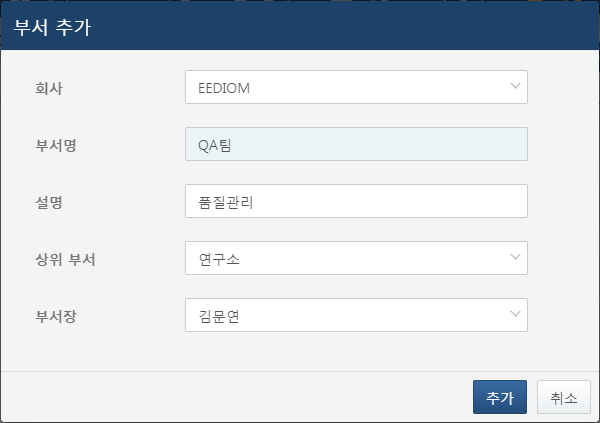 부서 추가
회사
EEDIOM
부서명
QA팀
설명
품질관리
상위 부서
연구소
부서장
김문연
추가
취소